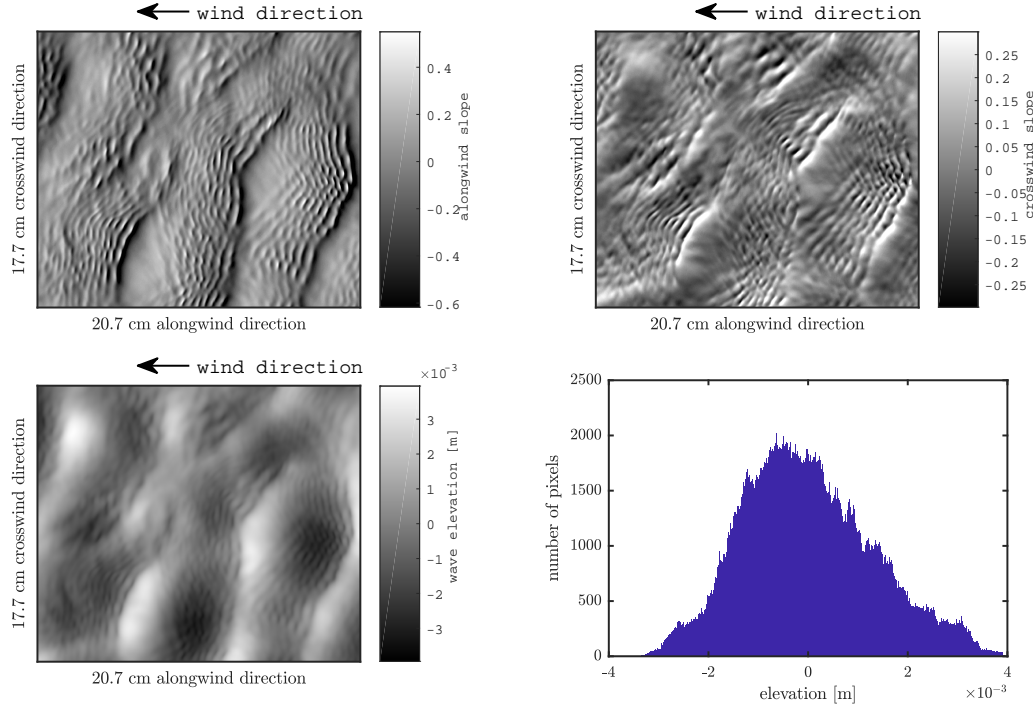 wind direction
17.7 cm crosswind direction
0.4
0.2
0
-0.2
-0.4
-0.6
alongwind slope
20.7 cm alongwind direction
wind direction
17.7 cm crosswind direction
0.25
0.2
0.15
0.1
0.05
0
-0.05
-0.1
-0.15
-0.2
-0.25
crosswind slope
20.7 cm alongwind direction
wind direction
17.7 cm crosswind direction
×10⁻³
3
2
1
0
-1
-2
-3
wave elevation [m]
20.7 cm alongwind direction
number of pixels
2500
2000
1500
1000
500
0
-4 -2 0 2 4
elevation [m]
×10⁻³